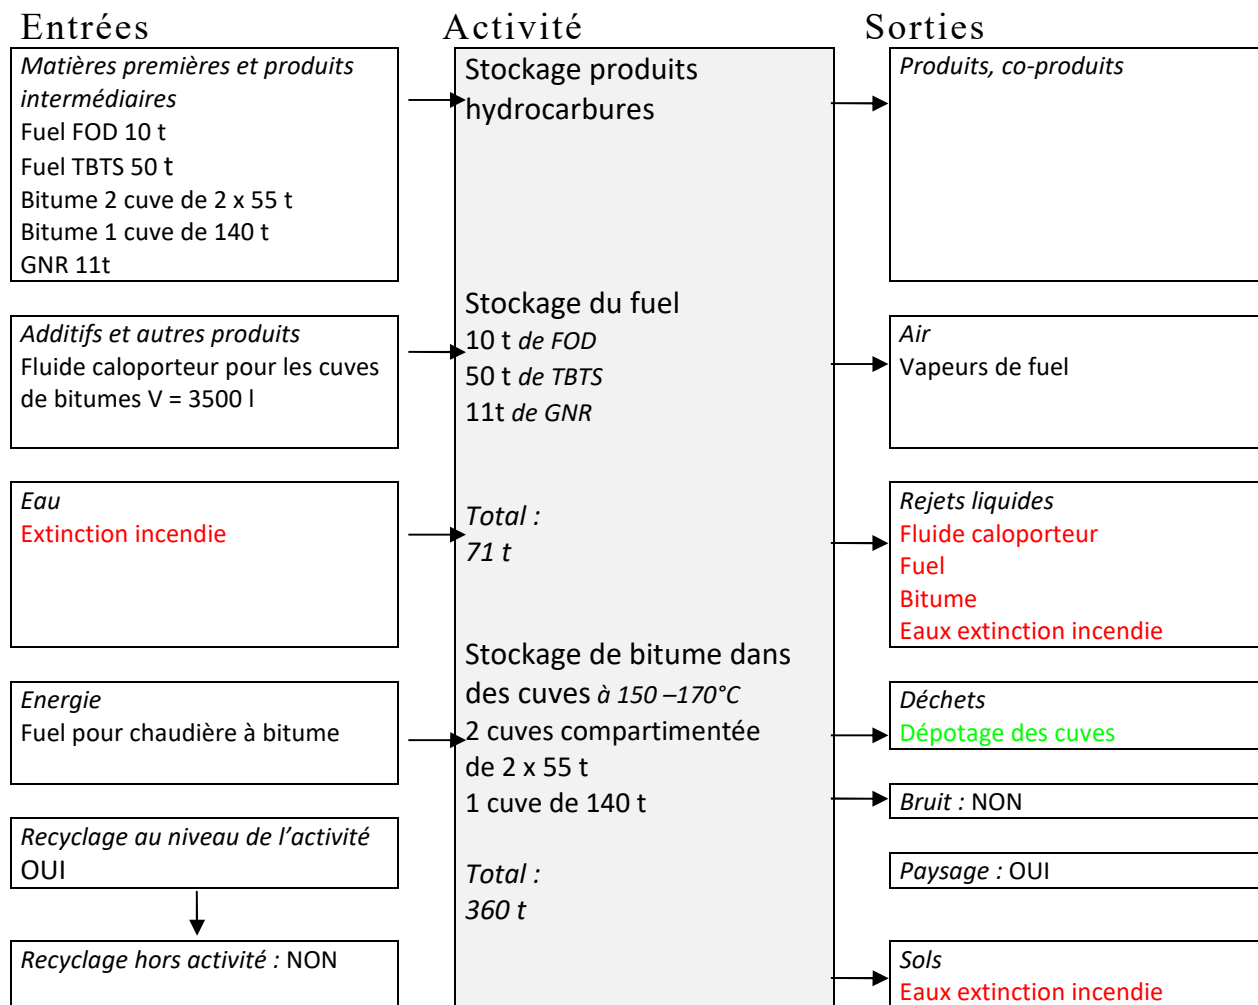 Entrées
Matières premières et produits
intermédiaires
Fuel FOD 10 t
Fuel TBTS 50 t
Bitume 2 cuve de 2 x 55 t
Bitume 1 cuve de 140 t
GNR 11t
Additifs et autres produits
Fluide caloporteur pour les cuves
de bitumes V = 3500 l
Eau
Extinction incendie
Energie
Fuel pour chaudière à bitume
Recyclage au niveau de l’activité
OUI
Recyclage hors activité : NON
Activité
Stockage produits
hydrocarbures
Stockage du fuel
10 t de FOD
50 t de TBTS
11t de GNR
Total :
71 t
Stockage de bitume dans
des cuves à 150 –170°C
2 cuves compartimentée
de 2 x 55 t
1 cuve de 140 t
Total :
360 t
Sorties
Produits, co-produits
Air
Vapeurs de fuel
Rejets liquides
Fluide caloporteur
Fuel
Bitume
Eaux extinction incendie
Déchets
Dépotage des cuves
Bruit : NON
Paysage : OUI
Sols
Eaux extinction incendie